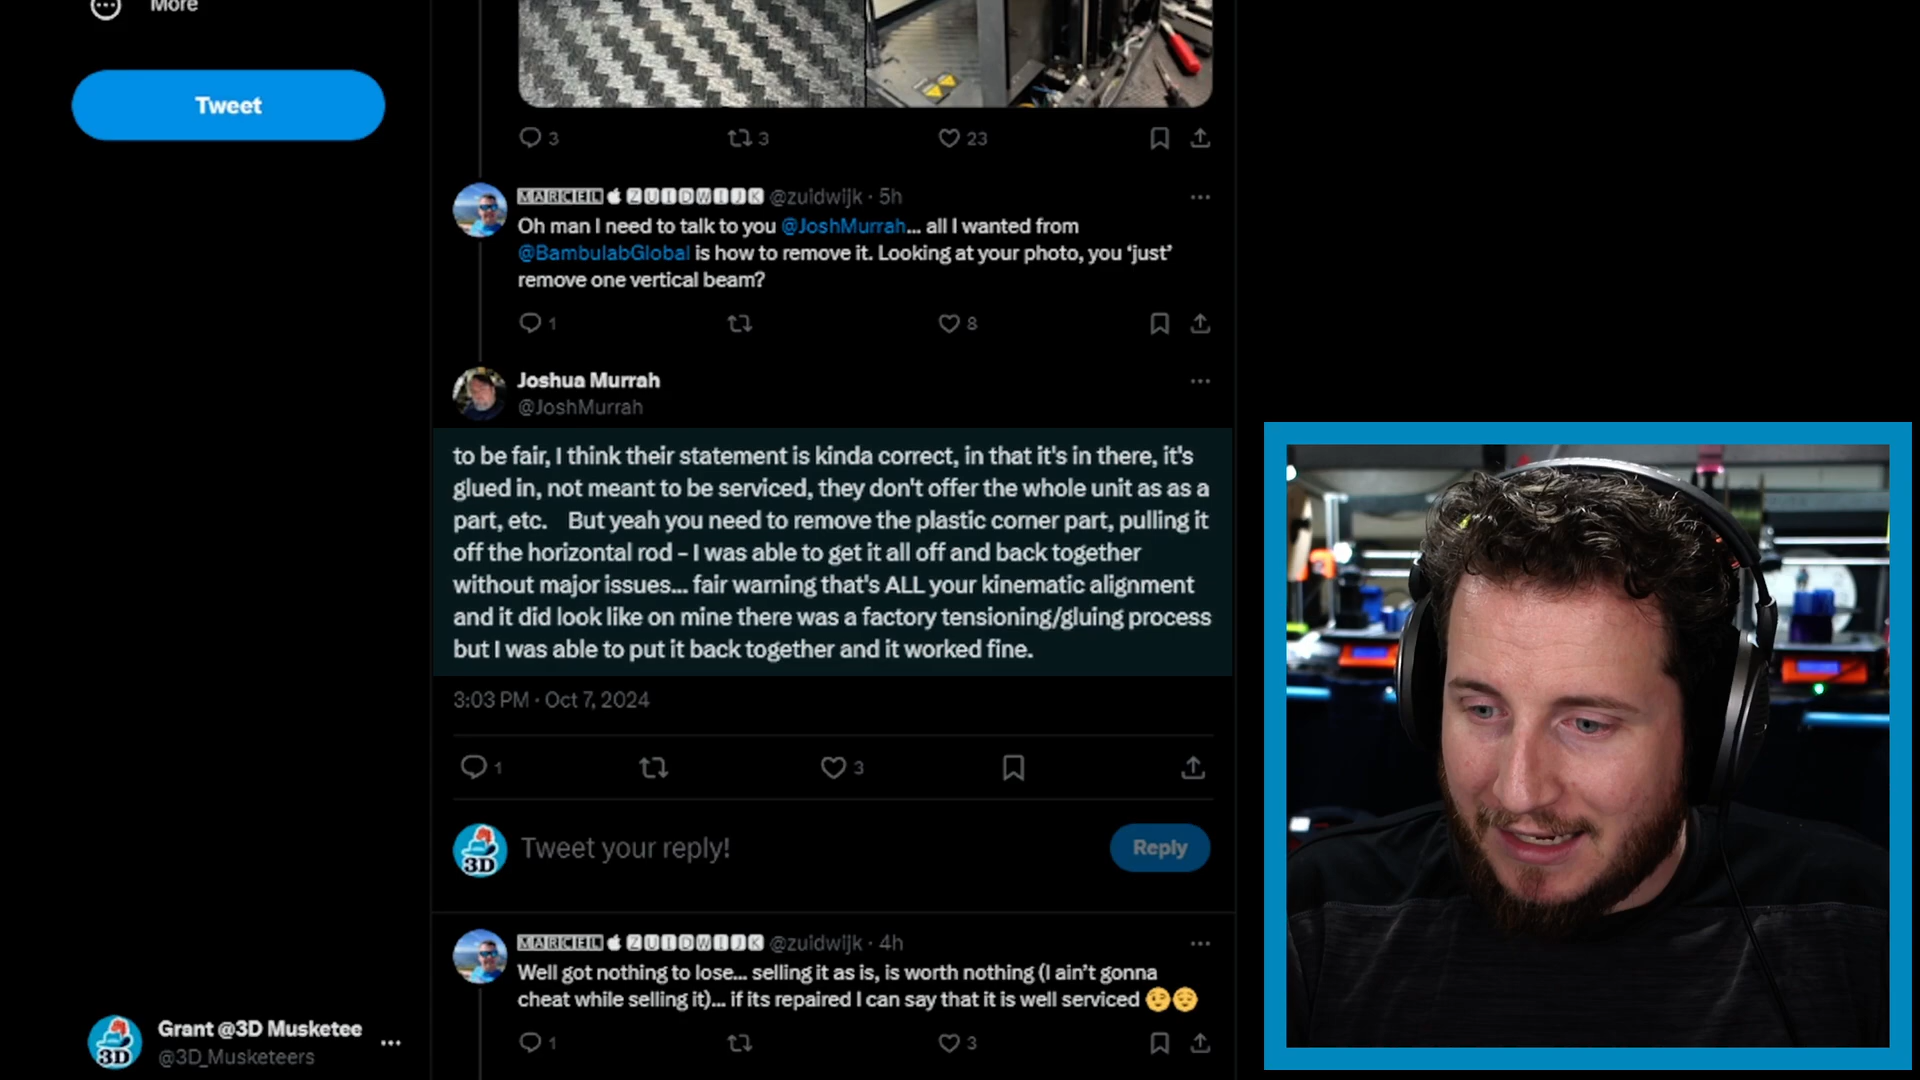 More
Tweet
3 3 23
🄼🄰🅁🄲🄴🄻 🍎 🆉🆄🅸🅳🆆🅸🅹🅺 @zuidwijk · 5h
Oh man I need to talk to you @JoshMurrah... all I wanted from
@BambulabGlobal is how to remove it. Looking at your photo, you ‘just’
remove one vertical beam?
1 8
Joshua Murrah
@JoshMurrah
to be fair, I think their statement is kinda correct, in that it's in there, it's
glued in, not meant to be serviced, they don't offer the whole unit as as a
part, etc. But yeah you need to remove the plastic corner part, pulling it
off the horizontal rod – I was able to get it all off and back together
without major issues... fair warning that's ALL your kinematic alignment
and it did look like on mine there was a factory tensioning/gluing process
but I was able to put it back together and it worked fine.
3:03 PM · Oct 7, 2024
1 3
3D Tweet your reply! Reply
🄼🄰🅁🄲🄴🄻 🍎 🆉🆄🅸🅳🆆🅸🅹🅺 @zuidwijk · 4h
Well got nothing to lose... selling it as is, is worth nothing (I ain’t gonna
cheat while selling it)... if its repaired I can say that it is well serviced 😉😌
1 3
3D Grant @3D Musketee
@3D_Musketeers